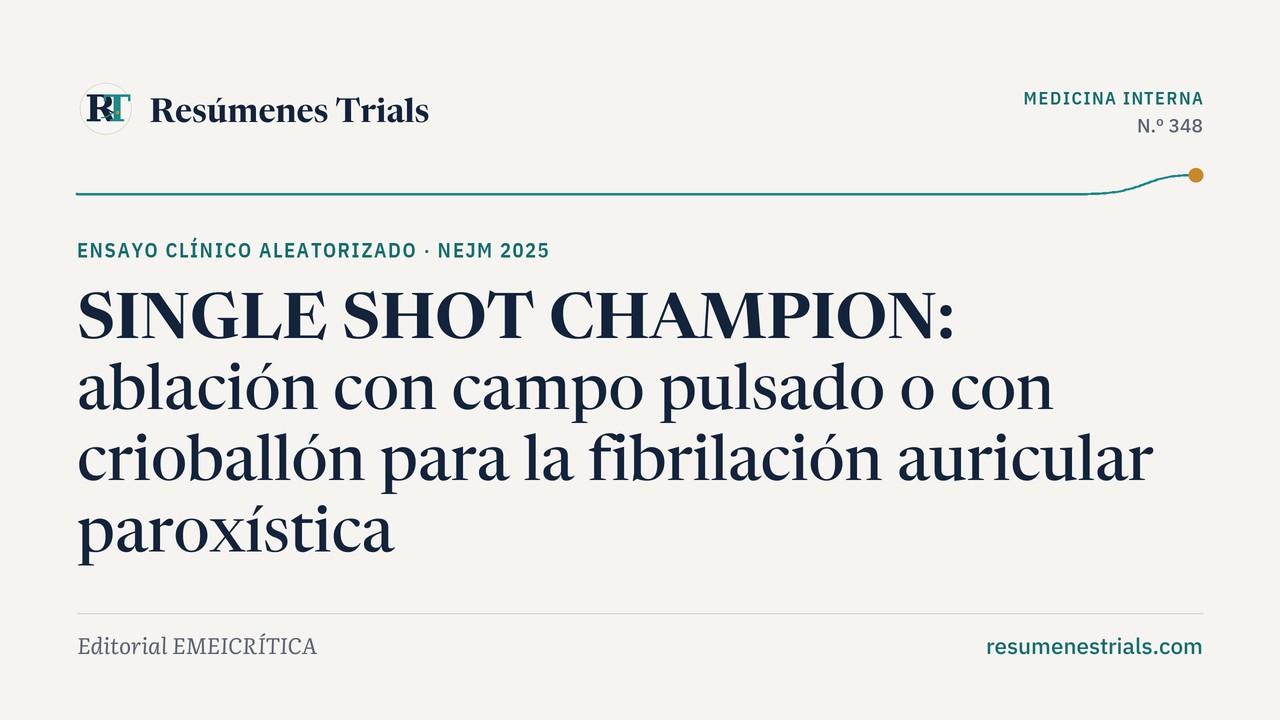 RT Resúmenes Trials
MEDICINA INTERNA
N.º 348
ENSAYO CLÍNICO ALEATORIZADO · NEJM 2025
SINGLE SHOT CHAMPION:
ablación con campo pulsado o con
crioballón para la fibrilación auricular
paroxística
Editorial EMEICRÍTICA
resumenestrials.com